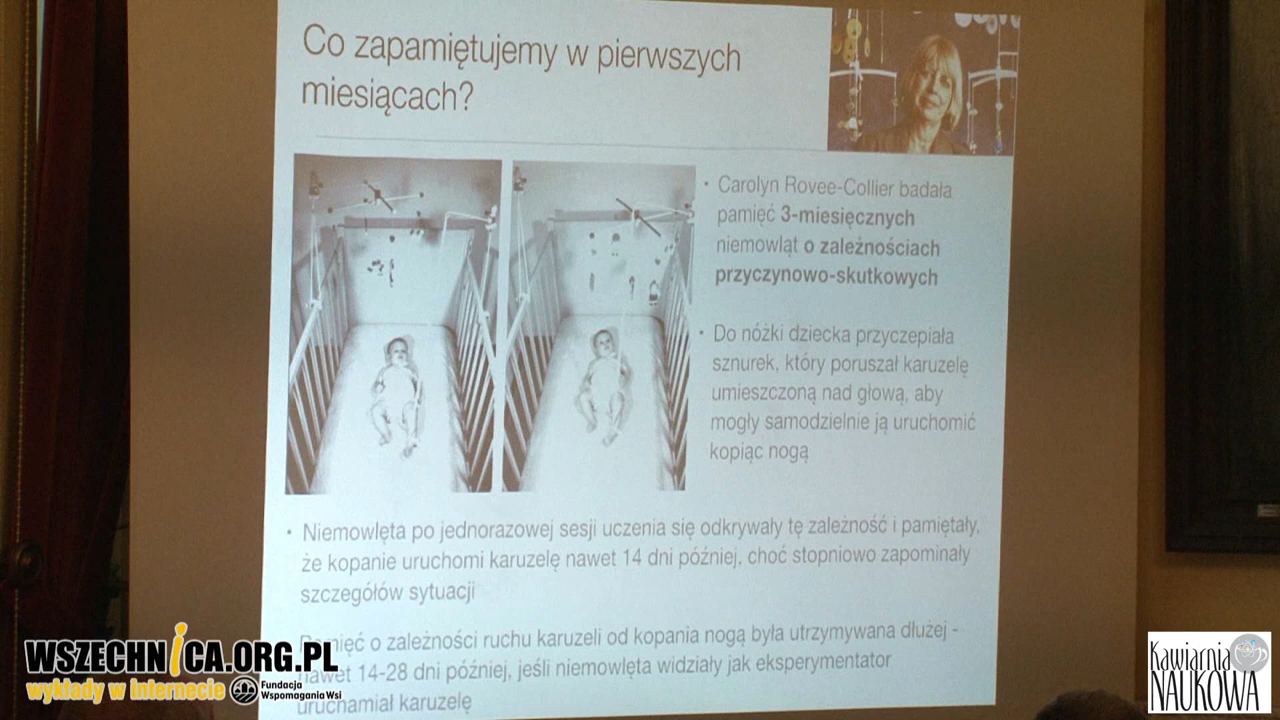 Co zapamiętujemy w pierwszych
miesiącach?
• Carolyn Rovee-Collier badała
pamięć 3-miesięcznych
niemowląt o zależnościach
przyczynowo-skutkowych
• Do nóżki dziecka przyczepiała
sznurek, który poruszał karuzelę
umieszczoną nad głową, aby
mogły samodzielnie ją uruchomić
kopiąc nogą
• Niemowlęta po jednorazowej sesji uczenia się odkrywały tę zależność i pamiętały,
że kopanie uruchomi karuzelę nawet 14 dni później, choć stopniowo zapominały
szczegółów sytuacji
Pamięć o zależności ruchu karuzeli od kopania nogą była utrzymywana dłużej -
nawet 14-28 dni później, jeśli niemowlęta widziały jak eksperymentator
uruchamiał karuzelę
WSZECHNICA.ORG.PL
wykłady w internecie
Fundacja
Wspomagania Wsi
Kawiarnia
NAUKOWA